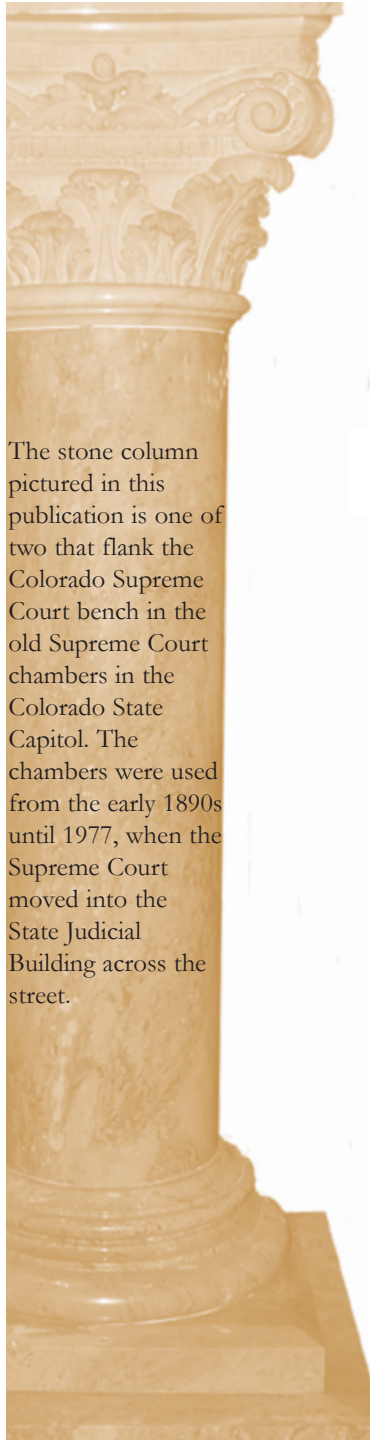 The stone column
pictured in this
publication is one of
two that flank the
Colorado Supreme
Court bench in the
old Supreme Court
chambers in the
Colorado State
Capitol. The
chambers were used
from the early 1890s
until 1977, when the
Supreme Court
moved into the
State Judicial
Building across the
street.